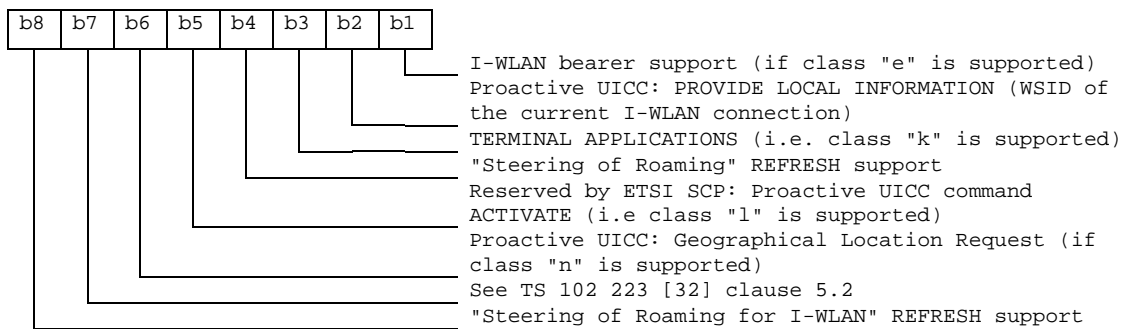 b8 b7 b6 b5 b4 b3 b2 b1
I-WLAN bearer support (if class "e" is supported)
Proactive UICC: PROVIDE LOCAL INFORMATION (WSID of
the current I-WLAN connection)
TERMINAL APPLICATIONS (i.e. class "k" is supported)
"Steering of Roaming" REFRESH support
Reserved by ETSI SCP: Proactive UICC command
ACTIVATE (i.e class "l" is supported)
Proactive UICC: Geographical Location Request (if
class "n" is supported)
See TS 102 223 [32] clause 5.2
"Steering of Roaming for I-WLAN" REFRESH support